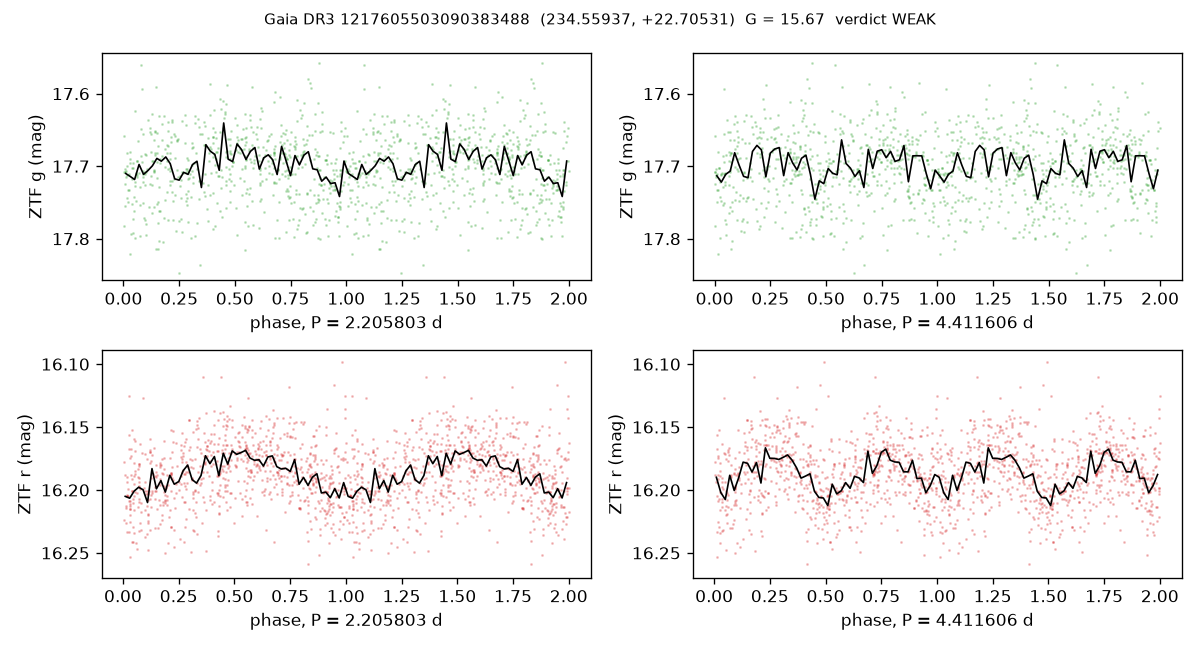 Gaia DR3 1217605503090383488 (234.55937, +22.70531) G = 15.67 verdict WEAK
ZTF g (mag)
17.6
17.7
17.8
0.00 0.25 0.50 0.75 1.00 1.25 1.50 1.75 2.00
phase, P = 2.205803 d
ZTF g (mag)
17.6
17.7
17.8
0.00 0.25 0.50 0.75 1.00 1.25 1.50 1.75 2.00
phase, P = 4.411606 d
ZTF r (mag)
16.10
16.15
16.20
16.25
0.00 0.25 0.50 0.75 1.00 1.25 1.50 1.75 2.00
phase, P = 2.205803 d
ZTF r (mag)
16.10
16.15
16.20
16.25
0.00 0.25 0.50 0.75 1.00 1.25 1.50 1.75 2.00
phase, P = 4.411606 d